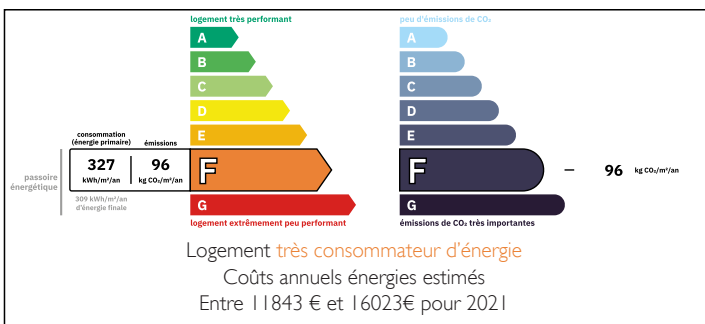 logement très performant
peu d'émissions de CO₂
A
A
B
B
C
C
D
D
consommation
(énergie primaire)
émissions
E
E
passoire
énergétique
327
kWh/m²/an
96
kg CO₂/m²/an
F
F
96 kg CO₂/m²/an
309 kWh/m²/an
d'énergie finale
G
G
logement extrêmement peu performant
émissions de CO₂ très importantes
Logement très consommateur d'énergie
Coûts annuels énergies estimés
Entre 11843 € et 16023€ pour 2021